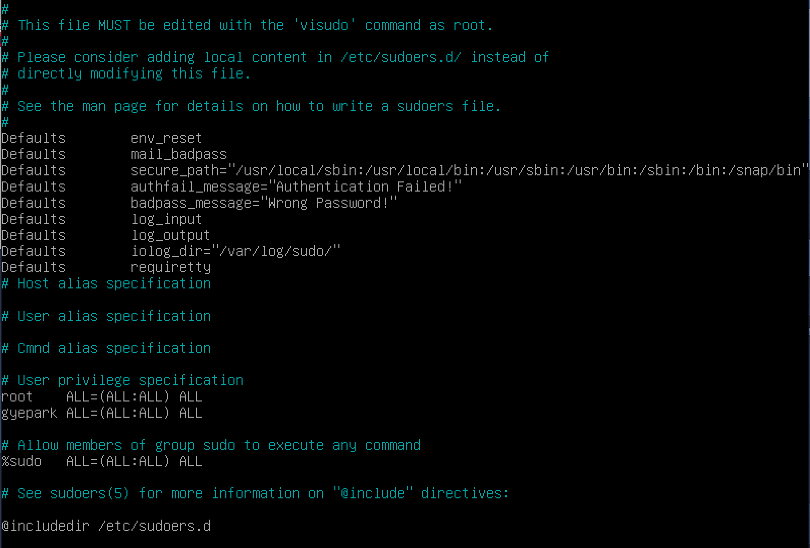 #
# This file MUST be edited with the 'visudo' command as root.
#
# Please consider adding local content in /etc/sudoers.d/ instead of
# directly modifying this file.
#
# See the man page for details on how to write a sudoers file.
#
Defaults        env_reset
Defaults        mail_badpass
Defaults        secure_path="/usr/local/sbin:/usr/local/bin:/usr/sbin:/usr/bin:/sbin:/bin:/snap/bin"
Defaults        authfail_message="Authentication Failed!"
Defaults        badpass_message="Wrong Password!"
Defaults        log_input
Defaults        log_output
Defaults        iolog_dir="/var/log/sudo/"
Defaults        requiretty
# Host alias specification

# User alias specification

# Cmnd alias specification

# User privilege specification
root    ALL=(ALL:ALL) ALL
gyepark ALL=(ALL:ALL) ALL

# Allow members of group sudo to execute any command
%sudo   ALL=(ALL:ALL) ALL

# See sudoers(5) for more information on "@include" directives:

@includedir /etc/sudoers.d